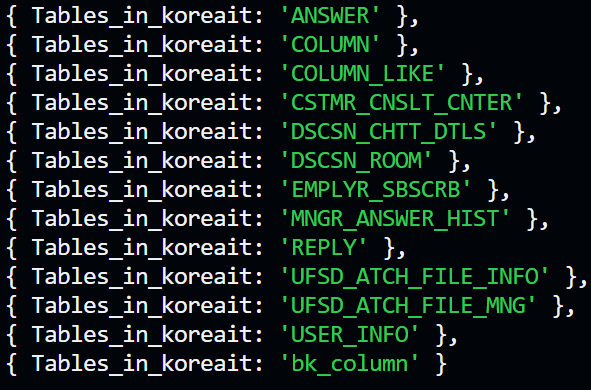 { Tables_in_koreait: 'ANSWER' },
{ Tables_in_koreait: 'COLUMN' },
{ Tables_in_koreait: 'COLUMN_LIKE' },
{ Tables_in_koreait: 'CSTMR_CNSLT_CNTER' },
{ Tables_in_koreait: 'DSCSN_CHTT_DTLS' },
{ Tables_in_koreait: 'DSCSN_ROOM' },
{ Tables_in_koreait: 'EMPLYR_SBSCRB' },
{ Tables_in_koreait: 'MNGR_ANSWER_HIST' },
{ Tables_in_koreait: 'REPLY' },
{ Tables_in_koreait: 'UFSD_ATCH_FILE_INFO' },
{ Tables_in_koreait: 'UFSD_ATCH_FILE_MNG' },
{ Tables_in_koreait: 'USER_INFO' },
{ Tables_in_koreait: 'bk_column' }